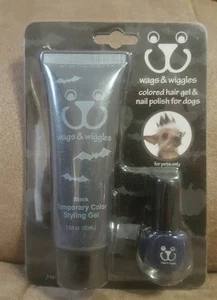 wags & wiggles
colored hair gel &
nail polish for dogs
for pets only
wags & wiggles
Black
Temporary Color
Styling Gel